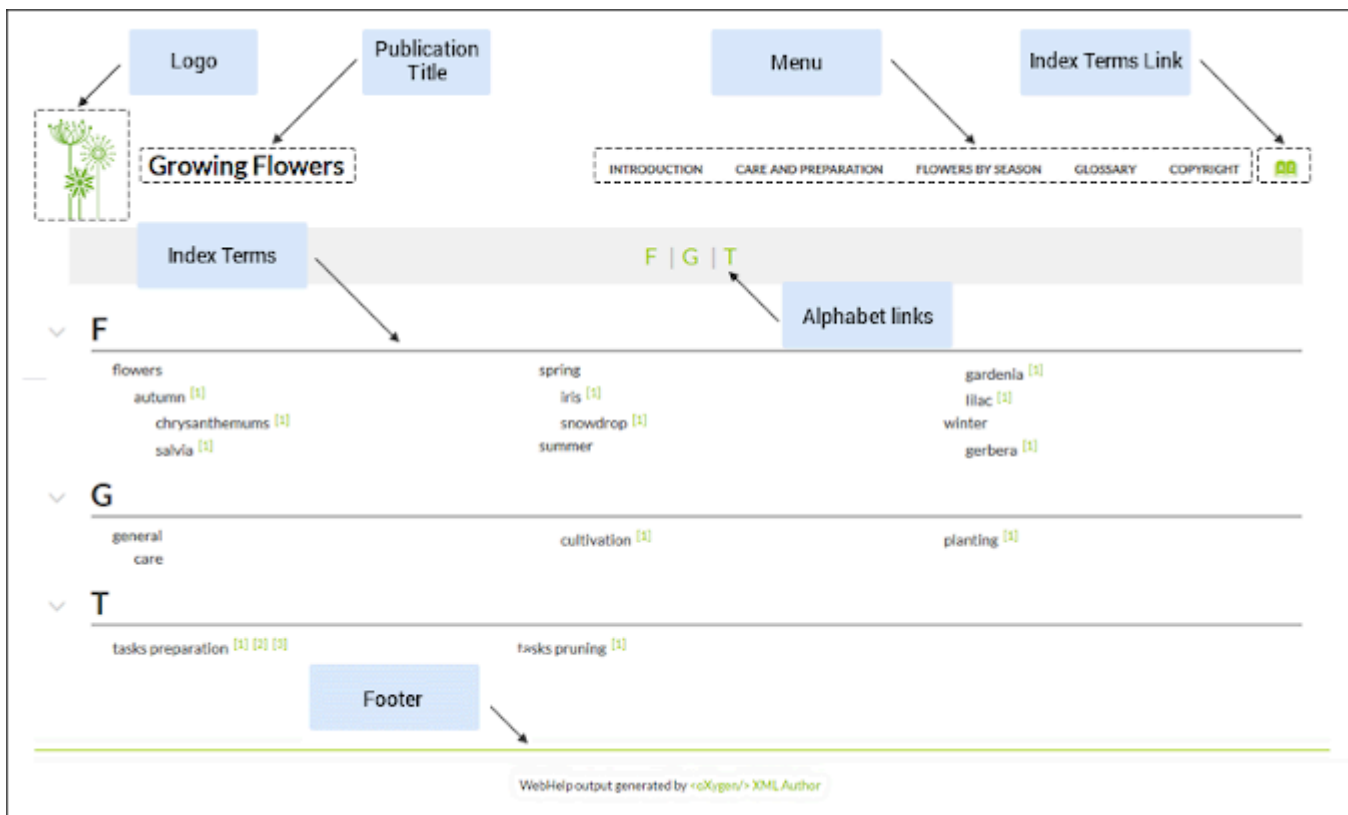 Logo
Publication
Title
Menu
Index Terms Link
Growing Flowers
INTRODUCTION CARE AND PREPARATION FLOWERS BY SEASON GLOSSARY COPYRIGHT
Index Terms
F | G | T
Alphabet links
F
flowers spring gardenia [1]
autumn [1] iris [1] lilac [1]
chrysanthemums [1] snowdrop [1] winter
salvia [1] summer gerbera [1]
G
general cultivation [1] planting [1]
care
T
tasks preparation [1] [2] [3] tasks pruning [1]
Footer
WebHelp output generated by <oXygen/> XML Author